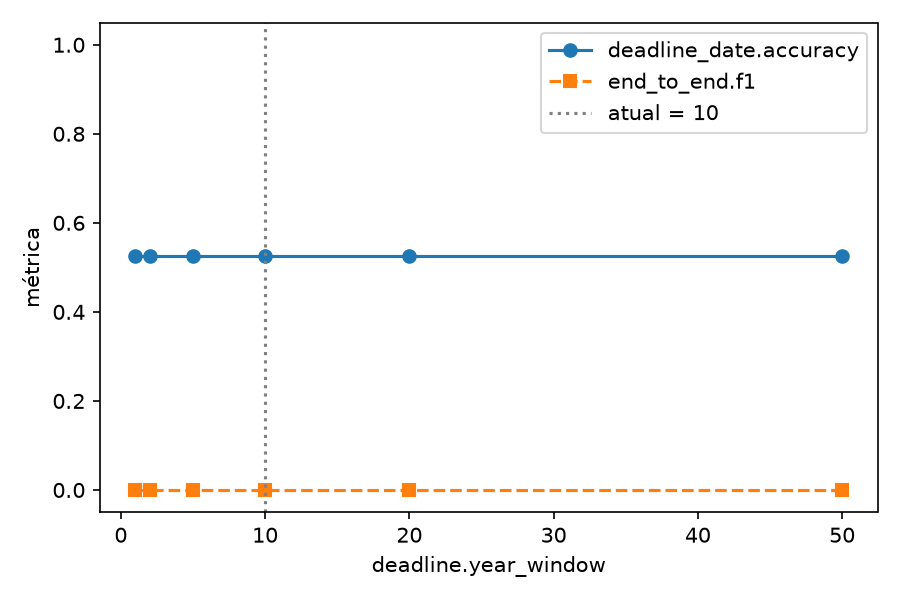 deadline_date.accuracy
end_to_end.f1
atual = 10
1.0
0.8
0.6
0.4
0.2
0.0
métrica
0 10 20 30 40 50
deadline.year_window